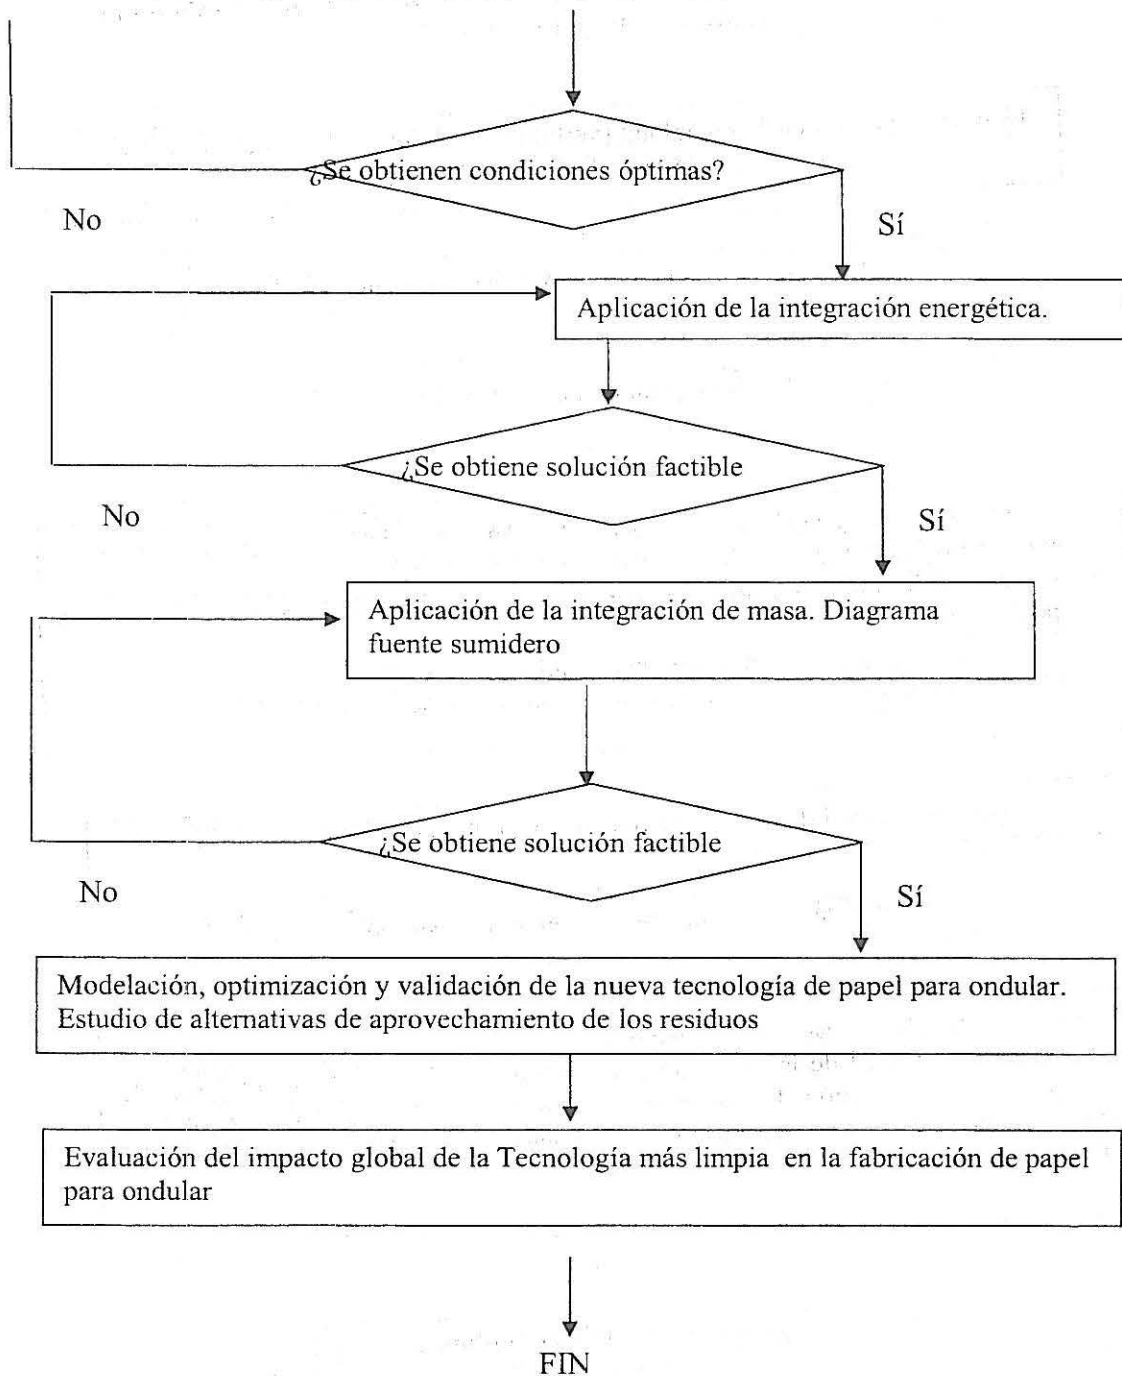 ¿Se obtienen condiciones óptimas?
No
Sí
Aplicación de la integración energética.
¿Se obtiene solución factible
No
Sí
Aplicación de la integración de masa. Diagrama
fuente sumidero
¿Se obtiene solución factible
No
Sí
Modelación, optimización y validación de la nueva tecnología de papel para ondular.
Estudio de alternativas de aprovechamiento de los residuos
Evaluación del impacto global de la Tecnología más limpia en la fabricación de papel
para ondular
FIN